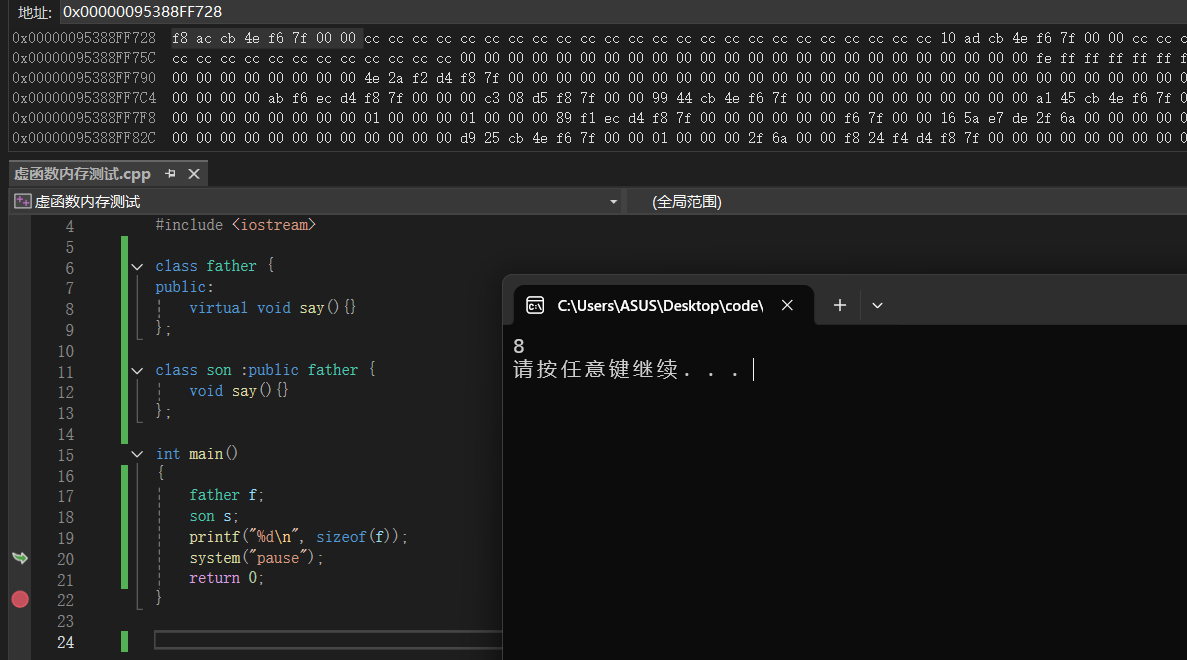 地址: 0x00000095388FF728
0x00000095388FF728 f8 ac cb 4e f6 7f 00 00 cc cc cc cc cc cc cc cc cc cc cc cc cc cc cc cc cc cc cc cc cc cc cc cc 10 ad cb 4e f6 7f 00 00 cc cc c
0x00000095388FF75C cc cc cc cc cc cc cc cc cc cc cc cc 00 00 00 00 00 00 00 00 00 00 00 00 00 00 00 00 00 00 00 00 00 00 00 00 fe ff ff ff ff ff f
0x00000095388FF790 00 00 00 00 00 00 00 00 4e 2a f2 d4 f8 7f 00 00 00 00 00 00 00 00 00 00 00 00 00 00 00 00 00 00 00 00 00 00 00 00 00 00 00 00 0
0x00000095388FF7C4 00 00 00 00 ab f6 ec d4 f8 7f 00 00 00 c3 08 d5 f8 7f 00 00 99 44 cb 4e f6 7f 00 00 00 00 00 00 00 00 00 00 a1 45 cb 4e f6 7f 0
0x00000095388FF7F8 00 00 00 00 00 00 00 00 01 00 00 00 01 00 00 00 89 f1 ec d4 f8 7f 00 00 00 00 00 00 f6 7f 00 00 16 5a e7 de 2f 6a 00 00 00 00 0
0x00000095388FF82C 00 00 00 00 00 00 00 00 00 00 00 00 d9 25 cb 4e f6 7f 00 00 01 00 00 00 2f 6a 00 00 f8 24 f4 d4 f8 7f 00 00 00 00 00 00 00 00 0
虚函数内存测试.cpp
虚函数内存测试 (全局范围)
4 #include <iostream>
5
6 class father {
7 public:
8 virtual void say(){}
9 };
10
11 class son :public father {
12 void say(){}
13 };
14
15 int main()
16 {
17 father f;
18 son s;
19 printf("%d\n", sizeof(f));
20 system("pause");
21 return 0;
22 }
23
24
C:\Users\ASUS\Desktop\code\
8
请按任意键继续. . .